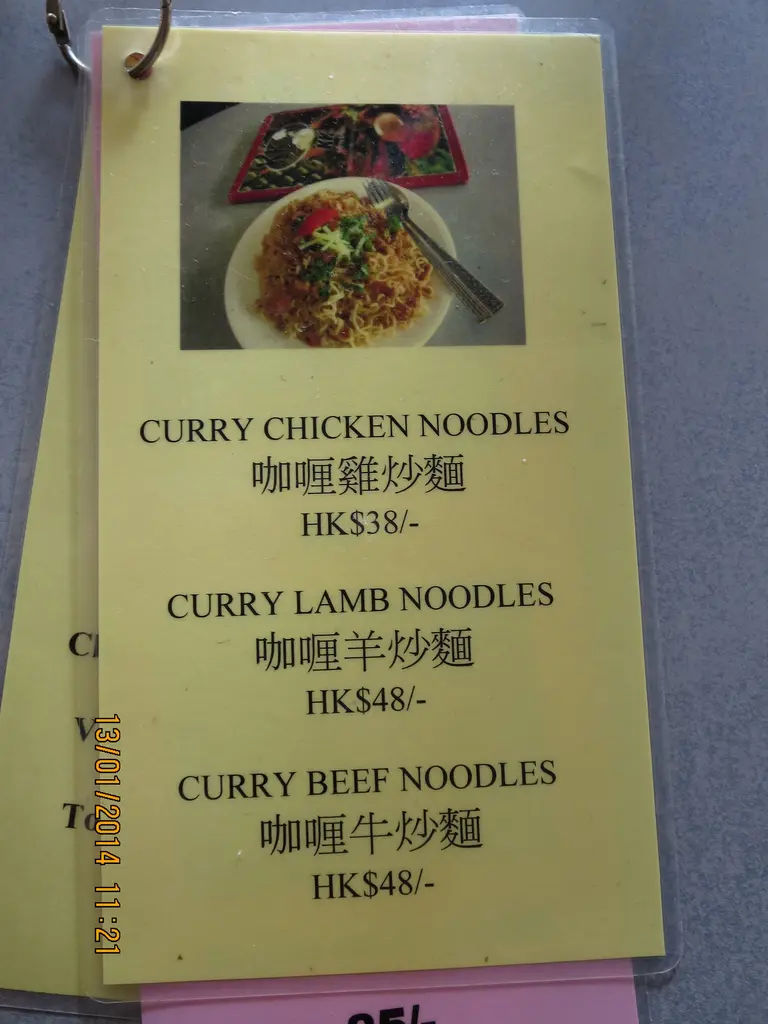 CURRY CHICKEN NOODLES
咖喱雞炒麵
HK$38/-
CURRY LAMB NOODLES
咖喱羊炒麵
HK$48/-
CURRY BEEF NOODLES
咖喱牛炒麵
HK$48/-
13/01/2014 11:21